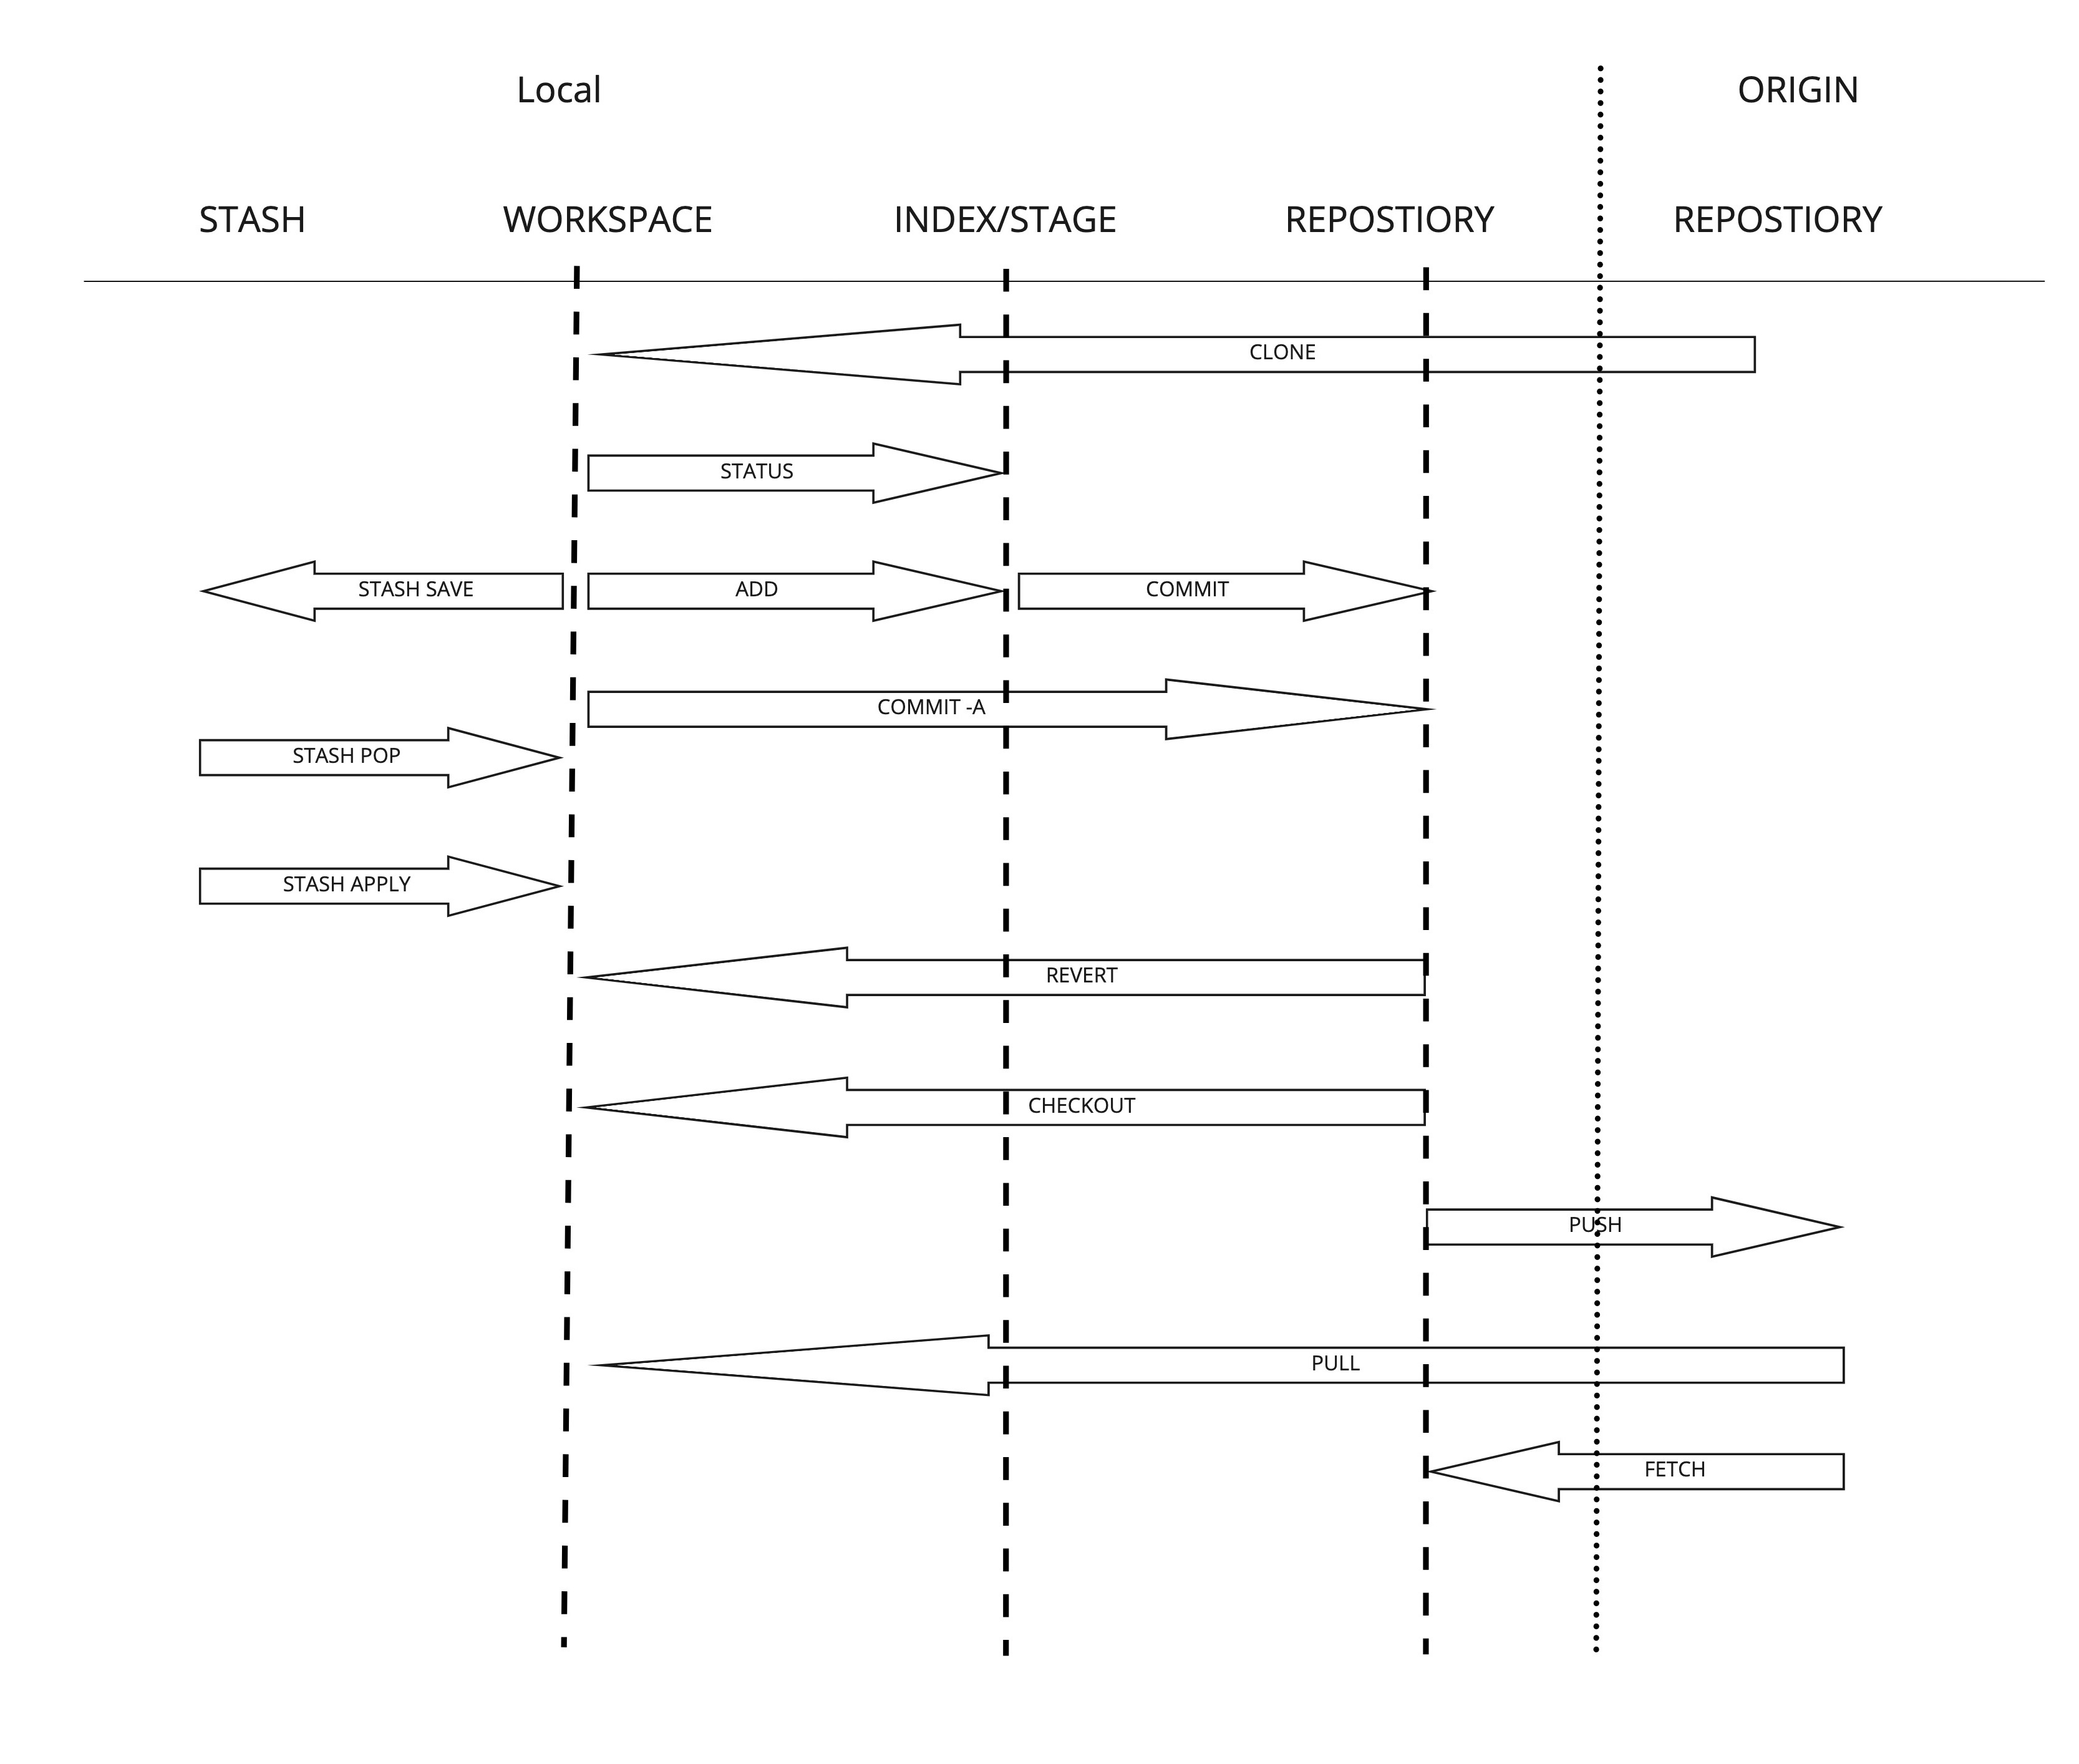 Local
ORIGIN
STASH
WORKSPACE
INDEX/STAGE
REPOSTIORY
REPOSTIORY
CLONE
STATUS
STASH SAVE
ADD
COMMIT
COMMIT -A
STASH POP
STASH APPLY
REVERT
CHECKOUT
PUSH
PULL
FETCH